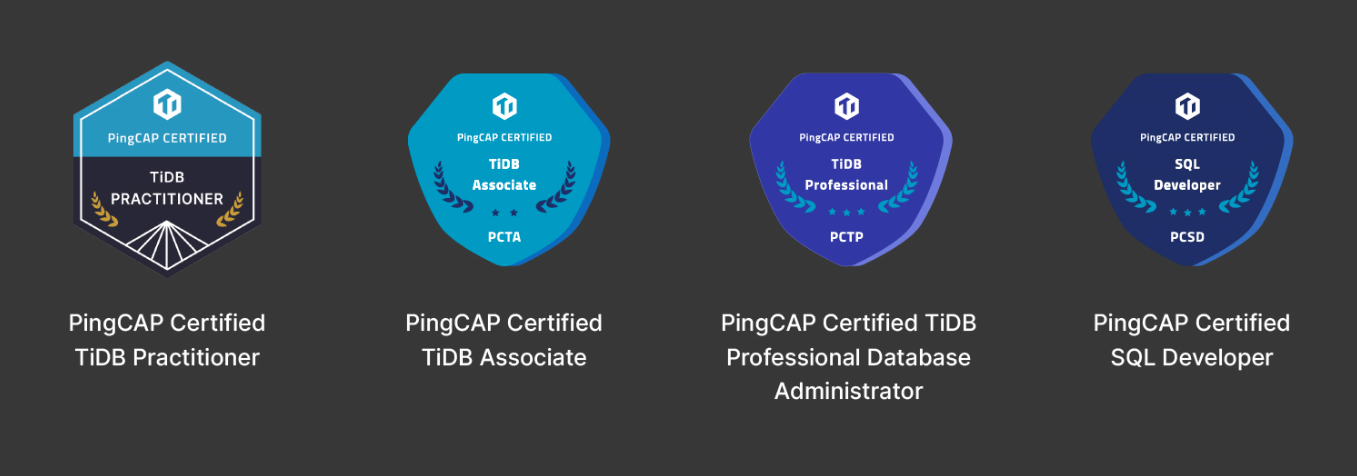 PingCAP CERTIFIED
TiDB
PRACTITIONER
PingCAP Certified
TiDB Practitioner
PingCAP CERTIFIED
TiDB
Associate
PCTA
PingCAP Certified
TiDB Associate
PingCAP CERTIFIED
TiDB
Professional
PCTP
PingCAP Certified TiDB
Professional Database
Administrator
PingCAP CERTIFIED
SQL
Developer
PCSD
PingCAP Certified
SQL Developer